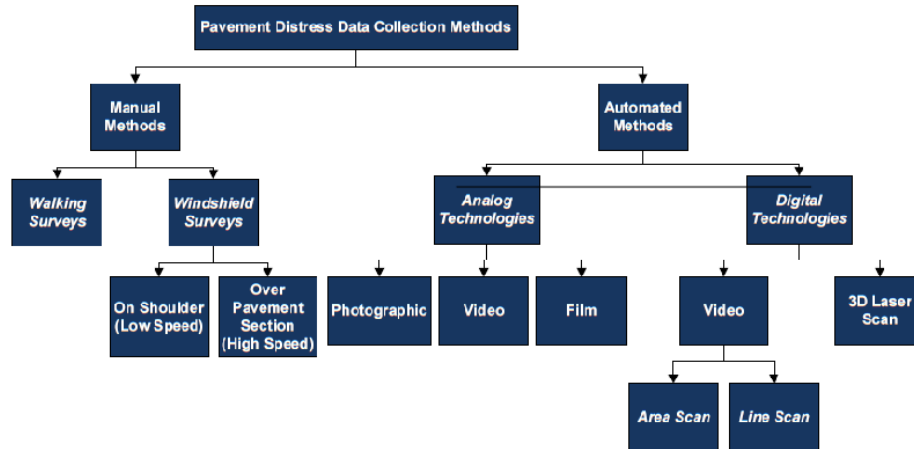 Pavement Distress Data Collection Methods
Manual
Methods
Automated
Methods
Walking
Surveys
Windshield
Surveys
Analog
Technologies
Digital
Technologies
On Shoulder
(Low Speed)
Over
Pavement
Section
(High Speed)
Photographic
Video
Film
Video
3D Laser
Scan
Area Scan
Line Scan